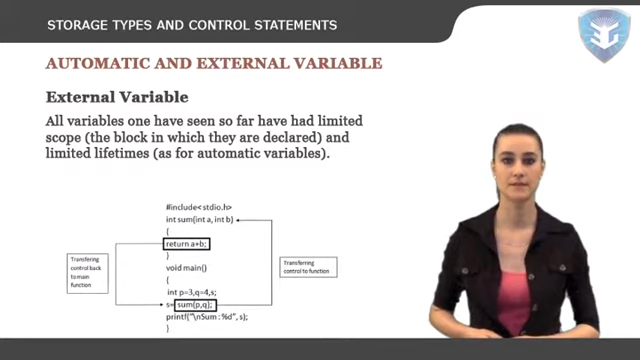 STORAGE TYPES AND CONTROL STATEMENTS
AUTOMATIC AND EXTERNAL VARIABLE
External Variable
All variables one have seen so far have had limited
scope (the block in which they are declared) and
limited lifetimes (as for automatic variables).
#include< stdio.h>
int sum(int a, int b)
{
return a+b;
}
void main()
{
int p=3,q=4,s;
s= sum(p,q);
printf("\nSum : %d", s);
}
Transferring
control back to
main
function
Transferring
control to function